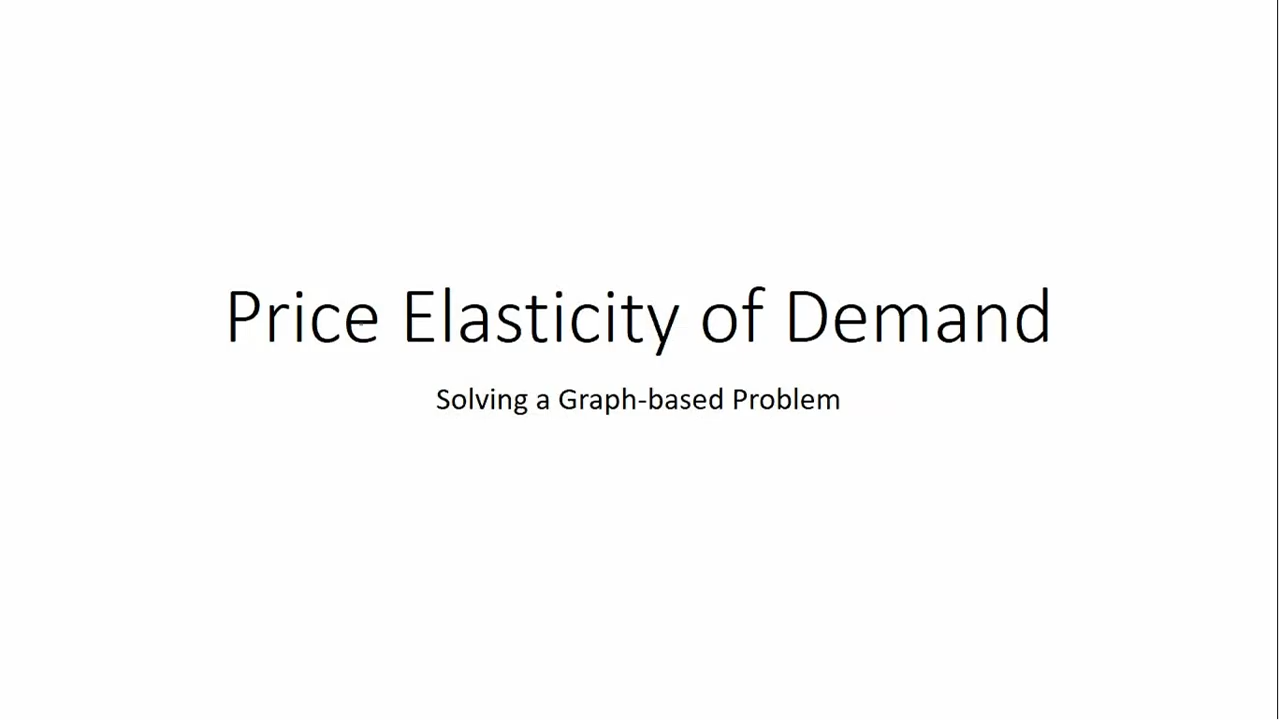 Price Elasticity of Demand
Solving a Graph-based Problem